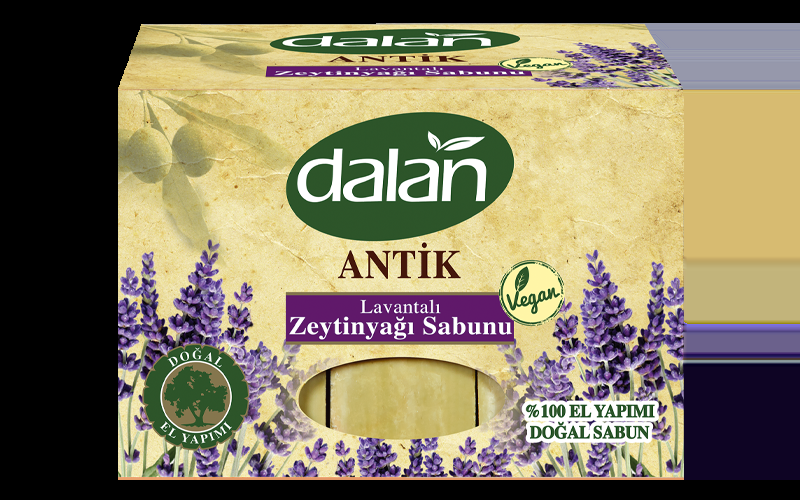 dalan
ANTİK
Lavantalı
Zeytinyağı Sabunu
Vegan
dalan
ANTİK
Lavantalı
Zeytinyağı Sabunu
Vegan
DOĞAL
EL YAPIMI
%100 EL YAPIMI
DOĞAL SABUN